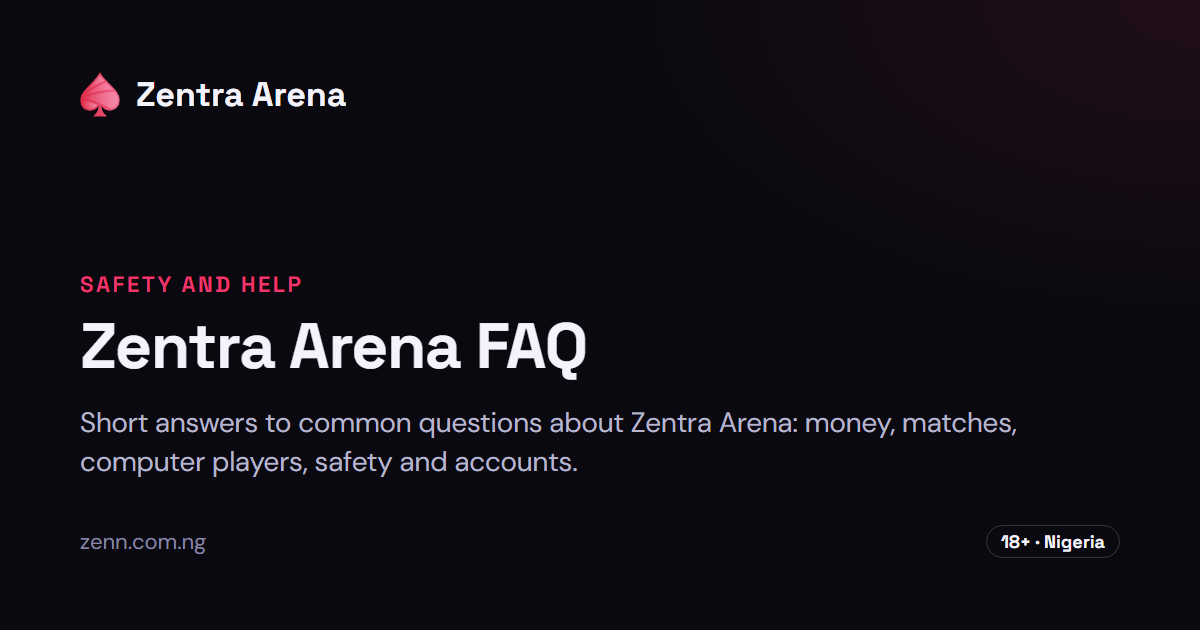 Zentra Arena
SAFETY AND HELP
Zentra Arena FAQ
Short answers to common questions about Zentra Arena: money, matches,
computer players, safety and accounts.
zenn.com.ng
18+ · Nigeria